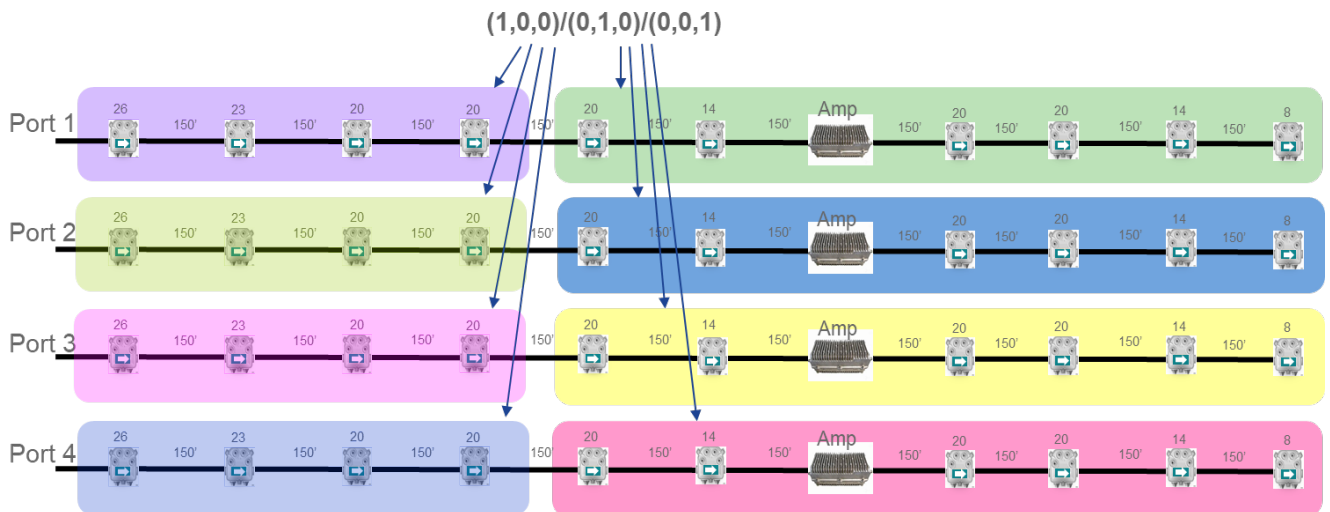 (1,0,0)/(0,1,0)/(0,0,1)
26 23 20 20 20 14 Amp 20 20 14 8
Port 1 150' 150' 150' 150' 150' 150' 150' 150' 150' 150'
26 23 20 20 20 14 Amp 20 20 14 8
Port 2 150' 150' 150' 150' 150' 150' 150' 150' 150' 150'
26 23 20 20 20 14 Amp 20 20 14 8
Port 3 150' 150' 150' 150' 150' 150' 150' 150' 150' 150'
26 23 20 20 20 14 Amp 20 20 14 8
Port 4 150' 150' 150' 150' 150' 150' 150' 150' 150' 150'